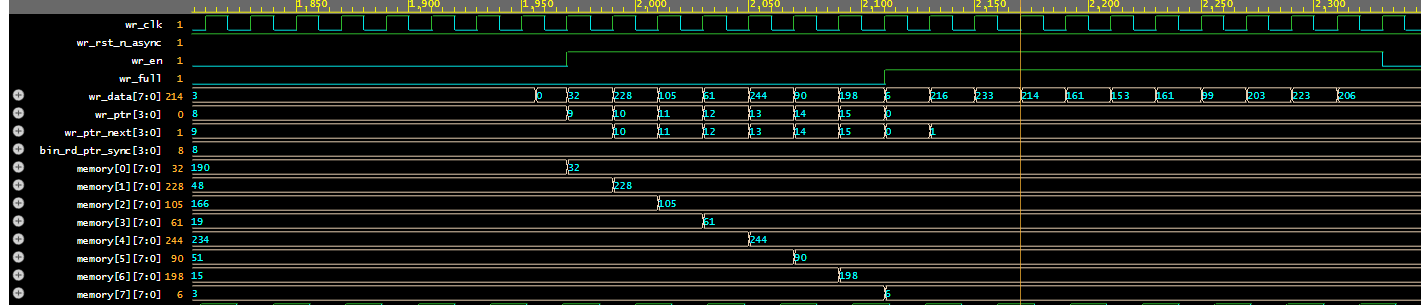 1,850 1,900 1,950 2,000 2,050 2,100 2,150 2,200 2,250 2,300
wr_clk 1
wr_rst_n_async 1
wr_en 1
wr_full 1
wr_data[7:0] 214 3 0 32 228 105 61 244 90 198 6 216 233 214 161 153 161 99 203 223 206
wr_ptr[3:0] 0 8 9 10 11 12 13 14 15 0
wr_ptr_next[3:0] 1 9 10 11 12 13 14 15 0 1
bin_rd_ptr_sync[3:0] 8 8
memory[0][7:0] 32 190 32
memory[1][7:0] 228 48 228
memory[2][7:0] 105 166 105
memory[3][7:0] 61 19 61
memory[4][7:0] 244 234 244
memory[5][7:0] 90 51 90
memory[6][7:0] 198 15 198
memory[7][7:0] 6 3 6